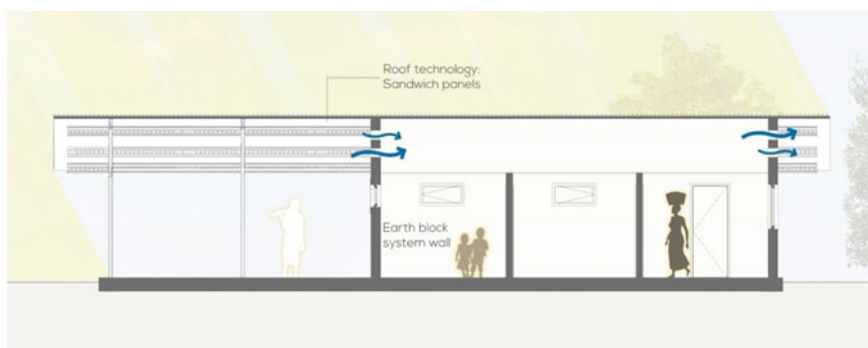 Roof technology:
Sandwich panels
Earth block
system wall